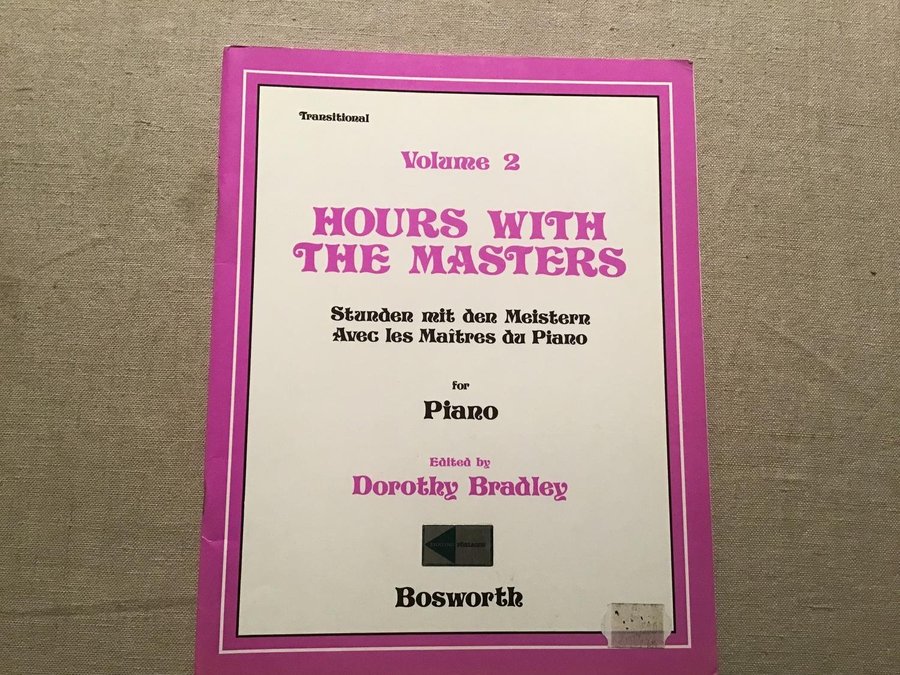 Transitional
Volume 2
HOURS WITH
THE MASTERS
Stunden mit den Meistern
Avec les Maîtres du Piano
for
Piano
Edited by
Dorothy Bradley
Bosworth